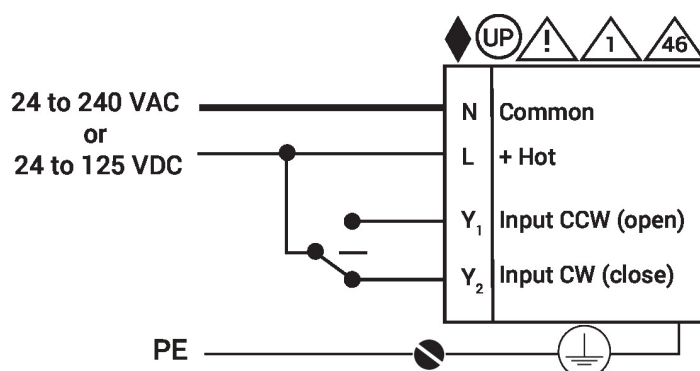 UP ! 1 46
24 to 240 VAC
or
24 to 125 VDC
N Common
L + Hot
Y1 Input CCW (open)
Y2 Input CW (close)
PE